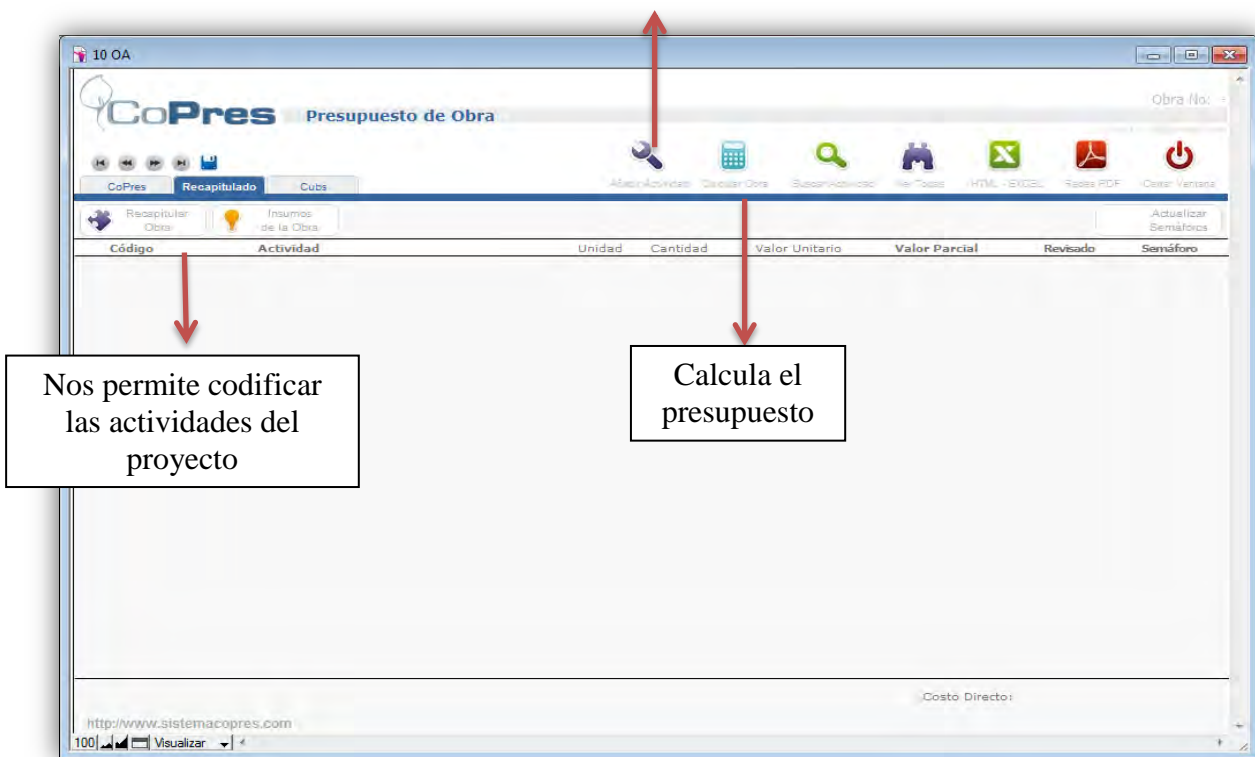 10 OA
CoPres Presupuesto de Obra
Obra No:
CoPres Recapitulado Cubs
Añadir Actividad Calcular Obra Buscar Actividad Ver Todas HTML - EXCEL
Cerrar Ventana
Recapitular Obra
Insumos de la Obra
Actualizar Semáforos
Código Actividad Unidad Cantidad Valor Unitario Valor Parcial Revisado Semáforo
Nos permite codificar
las actividades del
proyecto
Calcula el
presupuesto
Costo Directo:
http://www.sistemacopres.com
100 Visualizar